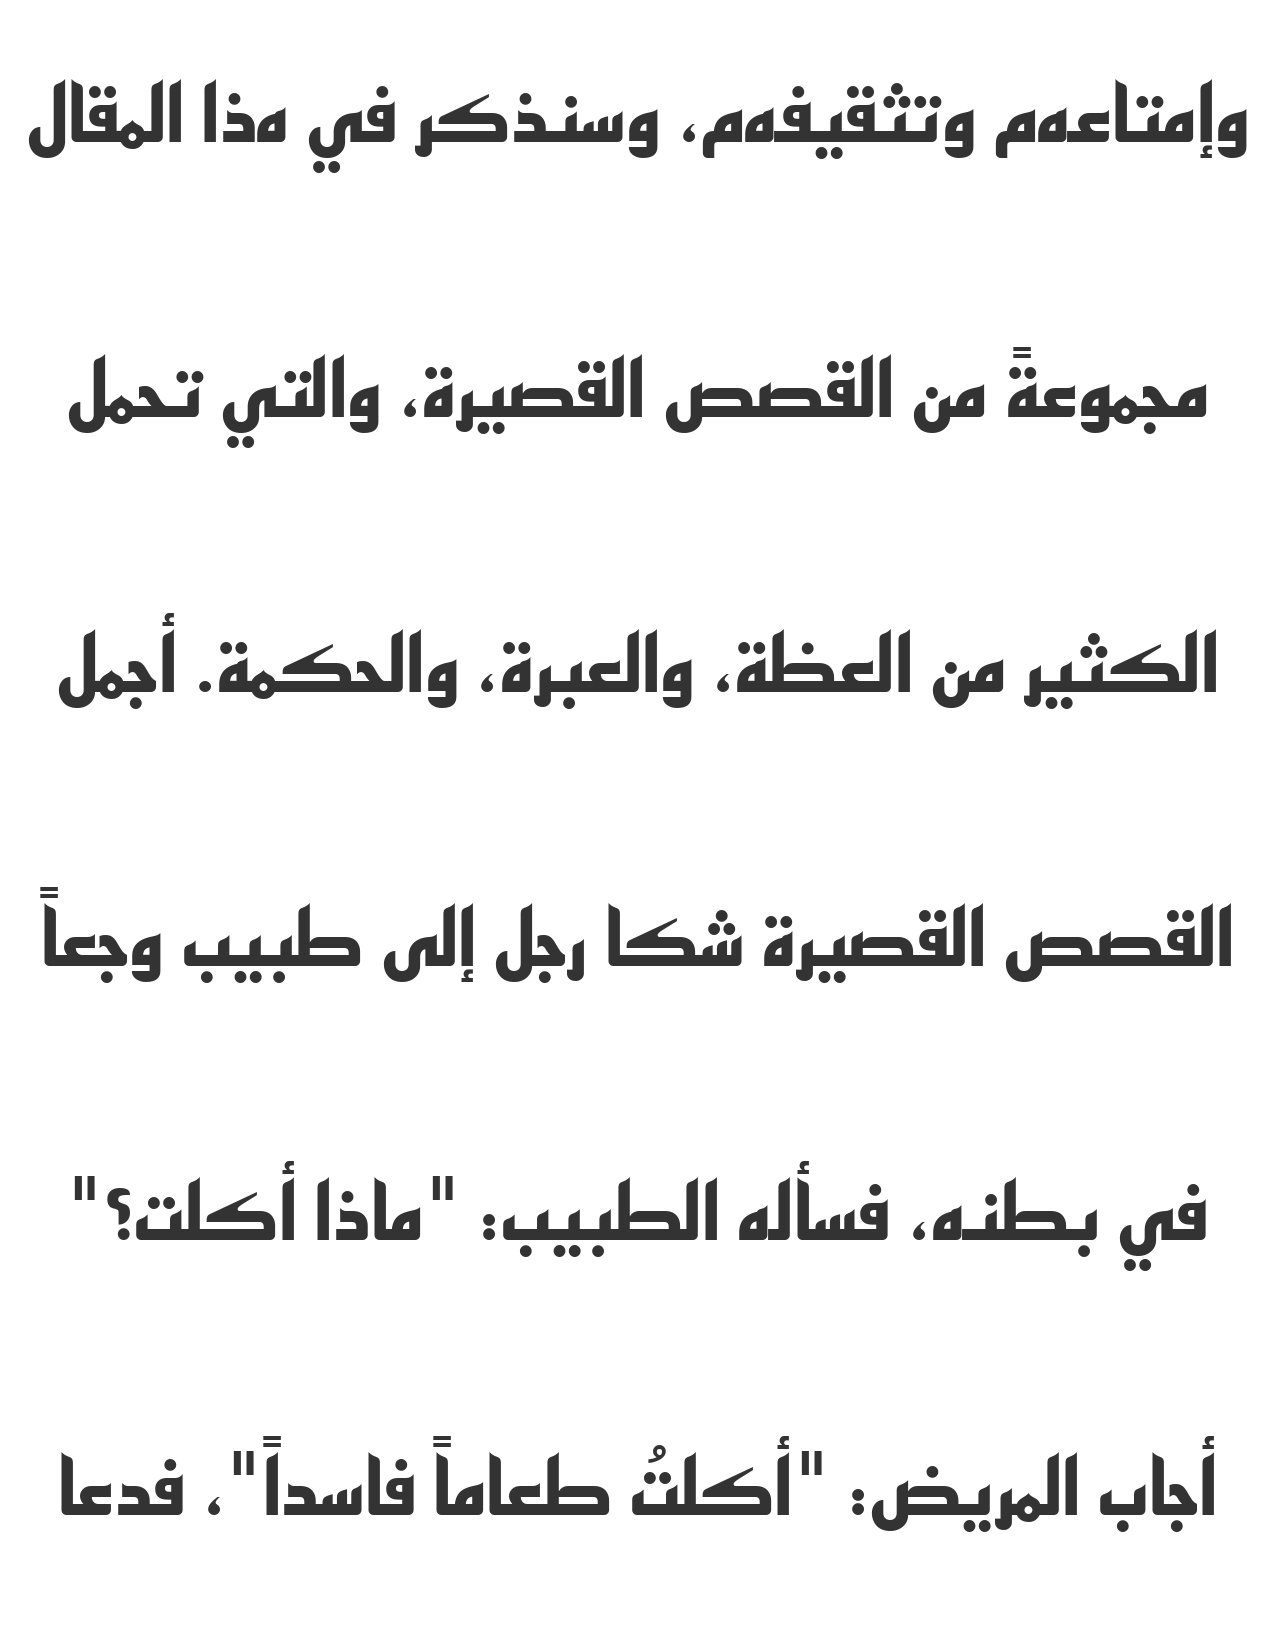 وإمتاعهم وتثقيفهم، وسنذكر في هذا المقال
مجموعةً من القصص القصيرة، والتي تحمل
الكثير من العظة، والعبرة، والحكمة. أجمل
القصص القصيرة شكا رجل إلى طبيب وجعاً
في بطنه، فسأله الطبيب: "ماذا أكلت؟"
أجاب المريض: "أكلتُ طعاماً فاسداً"، فدعا